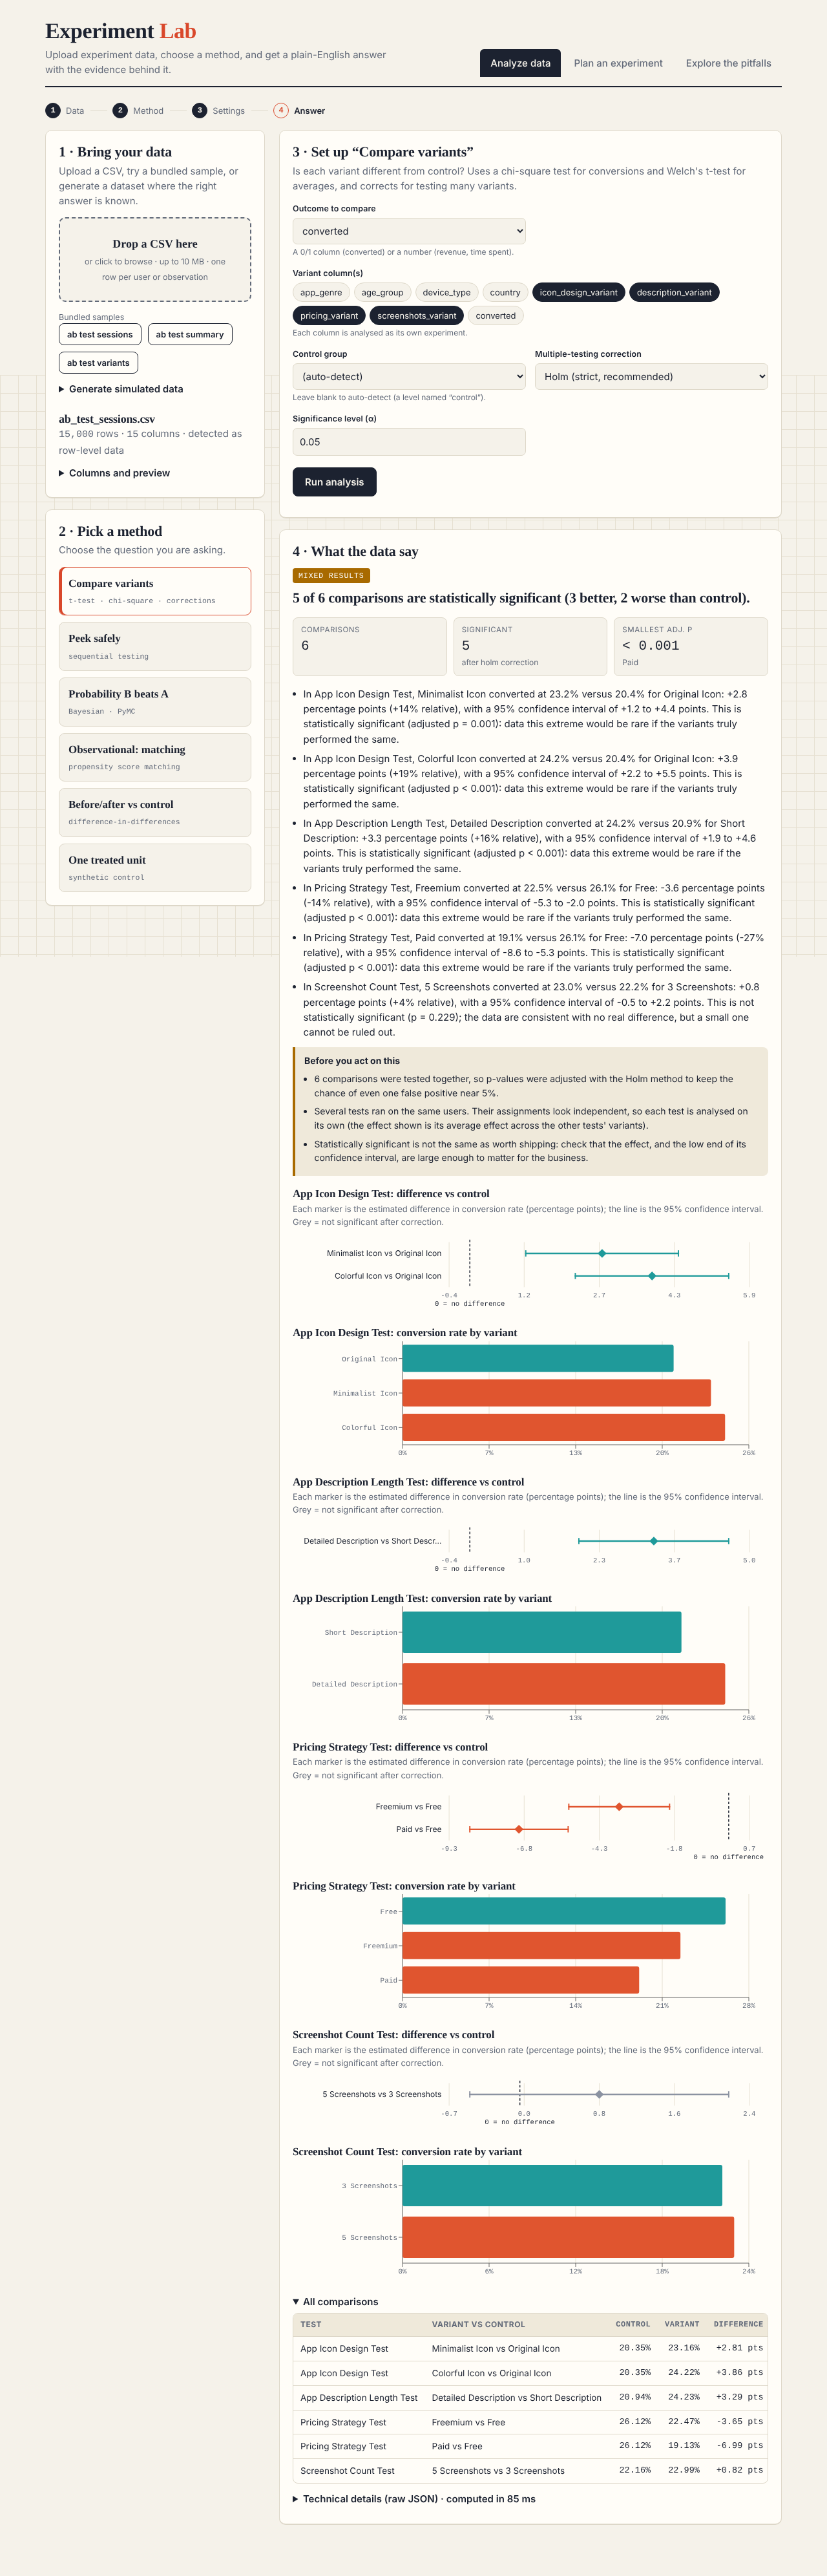 Experiment Lab
Upload experiment data, choose a method, and get a plain-English answer
with the evidence behind it.
Analyze data
Plan an experiment
Explore the pitfalls
1 Data
2 Method
3 Settings
4 Answer
1 · Bring your data
Upload a CSV, try a bundled sample, or
generate a dataset where the right
answer is known.
Drop a CSV here
or click to browse · up to 10 MB · one
row per user or observation
Bundled samples
ab test sessions
ab test summary
ab test variants
▶ Generate simulated data
ab_test_sessions.csv
15,000 rows · 15 columns · detected as
row-level data
▶ Columns and preview
2 · Pick a method
Choose the question you are asking.
Compare variants
t-test · chi-square · corrections
Peek safely
sequential testing
Probability B beats A
Bayesian · PyMC
Observational: matching
propensity score matching
Before/after vs control
difference-in-differences
One treated unit
synthetic control
3 · Set up “Compare variants”
Is each variant different from control? Uses a chi-square test for conversions and Welch's t-test for
averages, and corrects for testing many variants.
Outcome to compare
converted
A 0/1 column (converted) or a number (revenue, time spent).
Variant column(s)
app_genre
age_group
device_type
country
icon_design_variant
description_variant
pricing_variant
screenshots_variant
converted
Each column is analysed as its own experiment.
Control group
(auto-detect)
Leave blank to auto-detect (a level named “control”).
Multiple-testing correction
Holm (strict, recommended)
Significance level (α)
0.05
Run analysis
4 · What the data say
MIXED RESULTS
5 of 6 comparisons are statistically significant (3 better, 2 worse than control).
COMPARISONS
6
SIGNIFICANT
5
after holm correction
SMALLEST ADJ. P
< 0.001
Paid
• In App Icon Design Test, Minimalist Icon converted at 23.2% versus 20.4% for Original Icon: +2.8
percentage points (+14% relative), with a 95% confidence interval of +1.2 to +4.4 points. This is
statistically significant (adjusted p = 0.001): data this extreme would be rare if the variants truly
performed the same.
• In App Icon Design Test, Colorful Icon converted at 24.2% versus 20.4% for Original Icon: +3.9
percentage points (+19% relative), with a 95% confidence interval of +2.2 to +5.5 points. This is
statistically significant (adjusted p < 0.001): data this extreme would be rare if the variants truly
performed the same.
• In App Description Length Test, Detailed Description converted at 24.2% versus 20.9% for Short
Description: +3.3 percentage points (+16% relative), with a 95% confidence interval of +1.9 to +4.6
points. This is statistically significant (adjusted p < 0.001): data this extreme would be rare if the
variants truly performed the same.
• In Pricing Strategy Test, Freemium converted at 22.5% versus 26.1% for Free: -3.6 percentage points
(-14% relative), with a 95% confidence interval of -5.3 to -2.0 points. This is statistically significant
(adjusted p < 0.001): data this extreme would be rare if the variants truly performed the same.
• In Pricing Strategy Test, Paid converted at 19.1% versus 26.1% for Free: -7.0 percentage points (-27%
relative), with a 95% confidence interval of -8.6 to -5.3 points. This is statistically significant
(adjusted p < 0.001): data this extreme would be rare if the variants truly performed the same.
• In Screenshot Count Test, 5 Screenshots converted at 23.0% versus 22.2% for 3 Screenshots: +0.8
percentage points (+4% relative), with a 95% confidence interval of -0.5 to +2.2 points. This is not
statistically significant (p = 0.229); the data are consistent with no real difference, but a small one
cannot be ruled out.
Before you act on this
• 6 comparisons were tested together, so p-values were adjusted with the Holm method to keep the
chance of even one false positive near 5%.
• Several tests ran on the same users. Their assignments look independent, so each test is analysed on
its own (the effect shown is its average effect across the other tests' variants).
• Statistically significant is not the same as worth shipping: check that the effect, and the low end of its
confidence interval, are large enough to matter for the business.
App Icon Design Test: difference vs control
Each marker is the estimated difference in conversion rate (percentage points); the line is the 95% confidence interval.
Grey = not significant after correction.
Minimalist Icon vs Original Icon
Colorful Icon vs Original Icon
-0.4 1.2 2.7 4.3 5.9
0 = no difference
App Icon Design Test: conversion rate by variant
Original Icon
Minimalist Icon
Colorful Icon
0% 7% 13% 20% 26%
App Description Length Test: difference vs control
Each marker is the estimated difference in conversion rate (percentage points); the line is the 95% confidence interval.
Grey = not significant after correction.
Detailed Description vs Short Descr…
-0.4 1.0 2.3 3.7 5.0
0 = no difference
App Description Length Test: conversion rate by variant
Short Description
Detailed Description
0% 7% 13% 20% 26%
Pricing Strategy Test: difference vs control
Each marker is the estimated difference in conversion rate (percentage points); the line is the 95% confidence interval.
Grey = not significant after correction.
Freemium vs Free
Paid vs Free
-9.3 -6.8 -4.3 -1.8 0.7
0 = no difference
Pricing Strategy Test: conversion rate by variant
Free
Freemium
Paid
0% 7% 14% 21% 28%
Screenshot Count Test: difference vs control
Each marker is the estimated difference in conversion rate (percentage points); the line is the 95% confidence interval.
Grey = not significant after correction.
5 Screenshots vs 3 Screenshots
-0.7 0.0 0.8 1.6 2.4
0 = no difference
Screenshot Count Test: conversion rate by variant
3 Screenshots
5 Screenshots
0% 6% 12% 18% 24%
▼ All comparisons
TEST VARIANT VS CONTROL CONTROL VARIANT DIFFERENCE
App Icon Design Test Minimalist Icon vs Original Icon 20.35% 23.16% +2.81 pts
App Icon Design Test Colorful Icon vs Original Icon 20.35% 24.22% +3.86 pts
App Description Length Test Detailed Description vs Short Description 20.94% 24.23% +3.29 pts
Pricing Strategy Test Freemium vs Free 26.12% 22.47% -3.65 pts
Pricing Strategy Test Paid vs Free 26.12% 19.13% -6.99 pts
Screenshot Count Test 5 Screenshots vs 3 Screenshots 22.16% 22.99% +0.82 pts
▶ Technical details (raw JSON) · computed in 85 ms